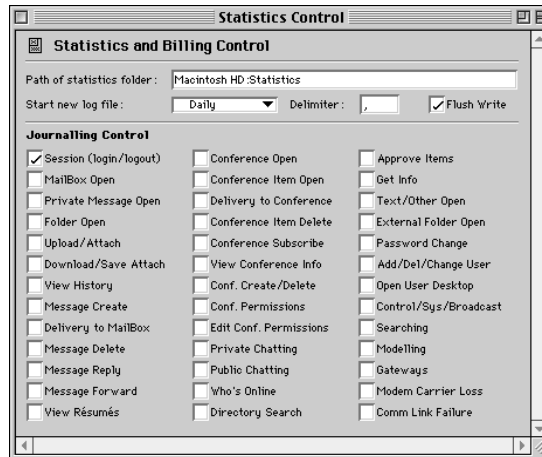 Statistics Control
Statistics and Billing Control
Path of statistics folder: Macintosh HD:Statistics
Start new log file: Daily Delimiter: , Flush Write
Journalling Control
Session (login/logout) Conference Open Approve Items
MailBox Open Conference Item Open Get Info
Private Message Open Delivery to Conference Text/Other Open
Folder Open Conference Item Delete External Folder Open
Upload/Attach Conference Subscribe Password Change
Download/Save Attach View Conference Info Add/Del/Change User
View History Conf. Create/Delete Open User Desktop
Message Create Conf. Permissions Control/Sys/Broadcast
Delivery to MailBox Edit Conf. Permissions Searching
Message Delete Private Chatting Modelling
Message Reply Public Chatting Gateways
Message Forward Who's Online Modem Carrier Loss
View Résumés Directory Search Comm Link Failure